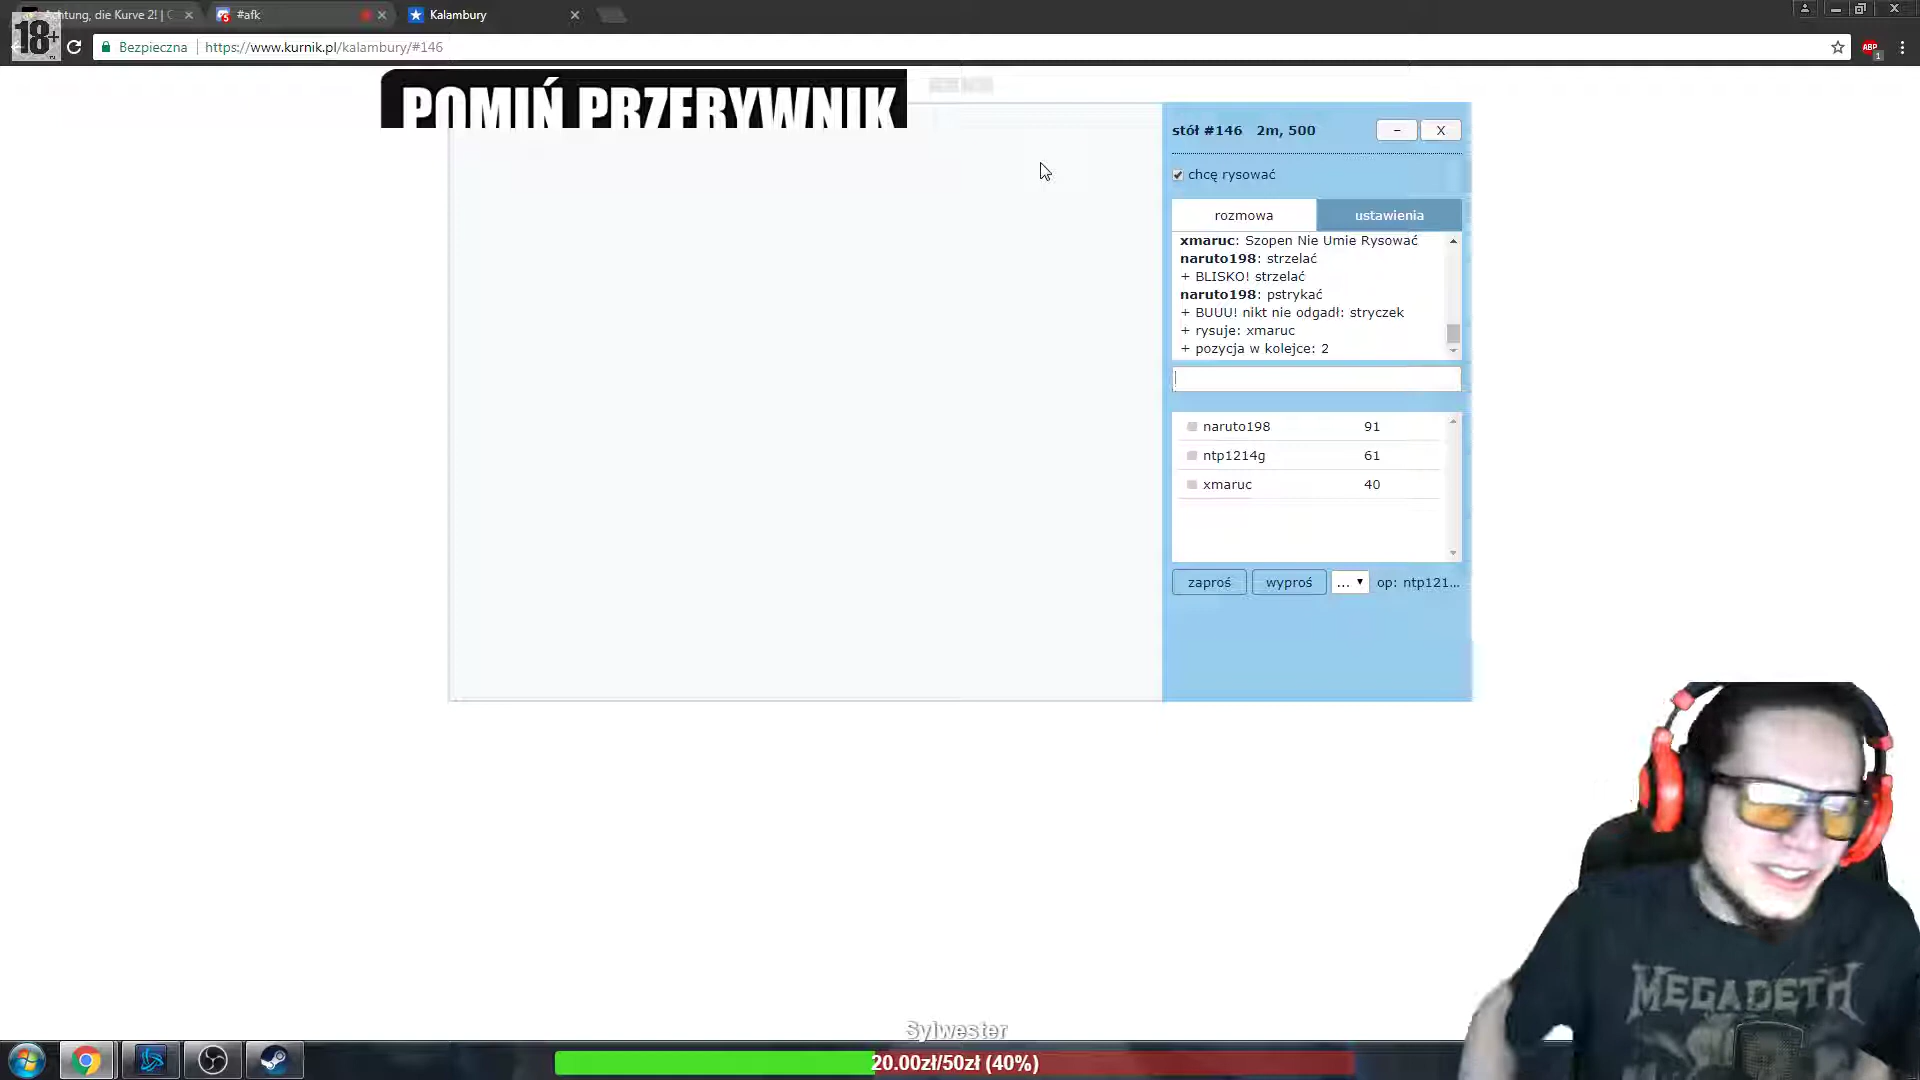 Achtung, die Kurve 2! | C
#afk
Kalambury
18+
Bezpieczna
https://www.kurnik.pl/kalambury/#146
ABP
1
POMIŃ PRZERYWNIK
stół #146 2m, 500
–
X
chcę rysować
rozmowa
ustawienia
xmaruc: Szopen Nie Umie Rysować
naruto198: strzelać
+ BLISKO! strzelać
naruto198: pstrykać
+ BUUU! nikt nie odgadł: stryczek
+ rysuje: xmaruc
+ pozycja w kolejce: 2
naruto198 91
ntp1214g 61
xmaruc 40
zaproś
wyproś
...
op: ntp121...
MEGADETH
Sylwester
20.00zł/50zł (40%)